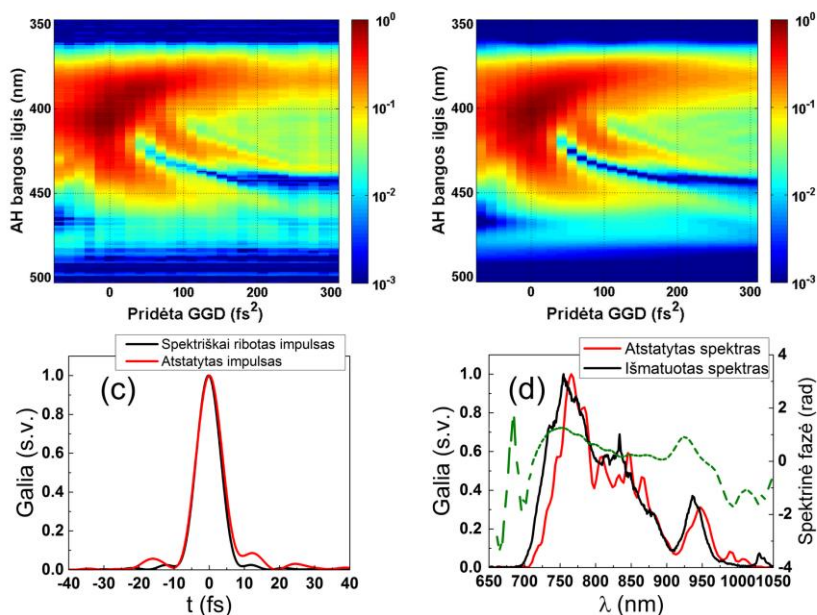 350
400
450
500
AH bangos ilgis (nm)
0 100 200 300
Pridėta GGD (fs²)
10⁰
10⁻¹
10⁻²
10⁻³
350
400
450
500
AH bangos ilgis (nm)
0 100 200 300
Pridėta GGD (fs²)
10⁰
10⁻¹
10⁻²
10⁻³
Spektriškai ribotas impulsas
Atstatytas impulsas
(c)
Galia (s.v.)
1.0
0.8
0.6
0.4
0.2
0.0
-40 -30 -20 -10 0 10 20 30 40
t (fs)
Atstatytas spektras
Išmatuotas spektras
(d)
Galia (s.v.)
1.0
0.8
0.6
0.4
0.2
0.0
650 700 750 800 850 900 950 1000 1050
λ (nm)
4
2
0
-2
-4
Spektrinė fazė (rad)